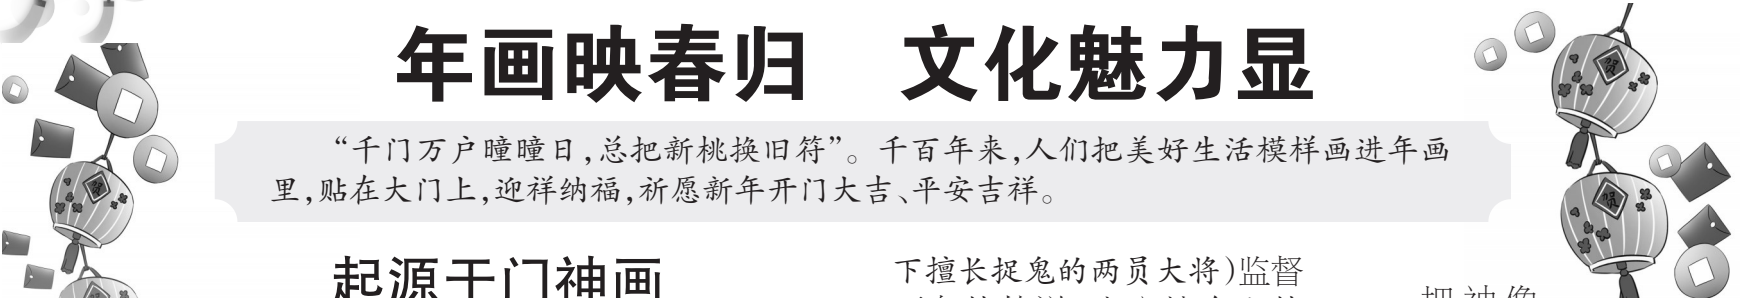 年画映春归 文化魅力显
“千门万户曈曈日,总把新桃换旧符”。千百年来,人们把美好生活模样画进年画
里,贴在大门上,迎祥纳福,祈愿新年开门大吉、平安吉祥。
起源于门神画
下擅长捉鬼的两员大将)监督
把神像